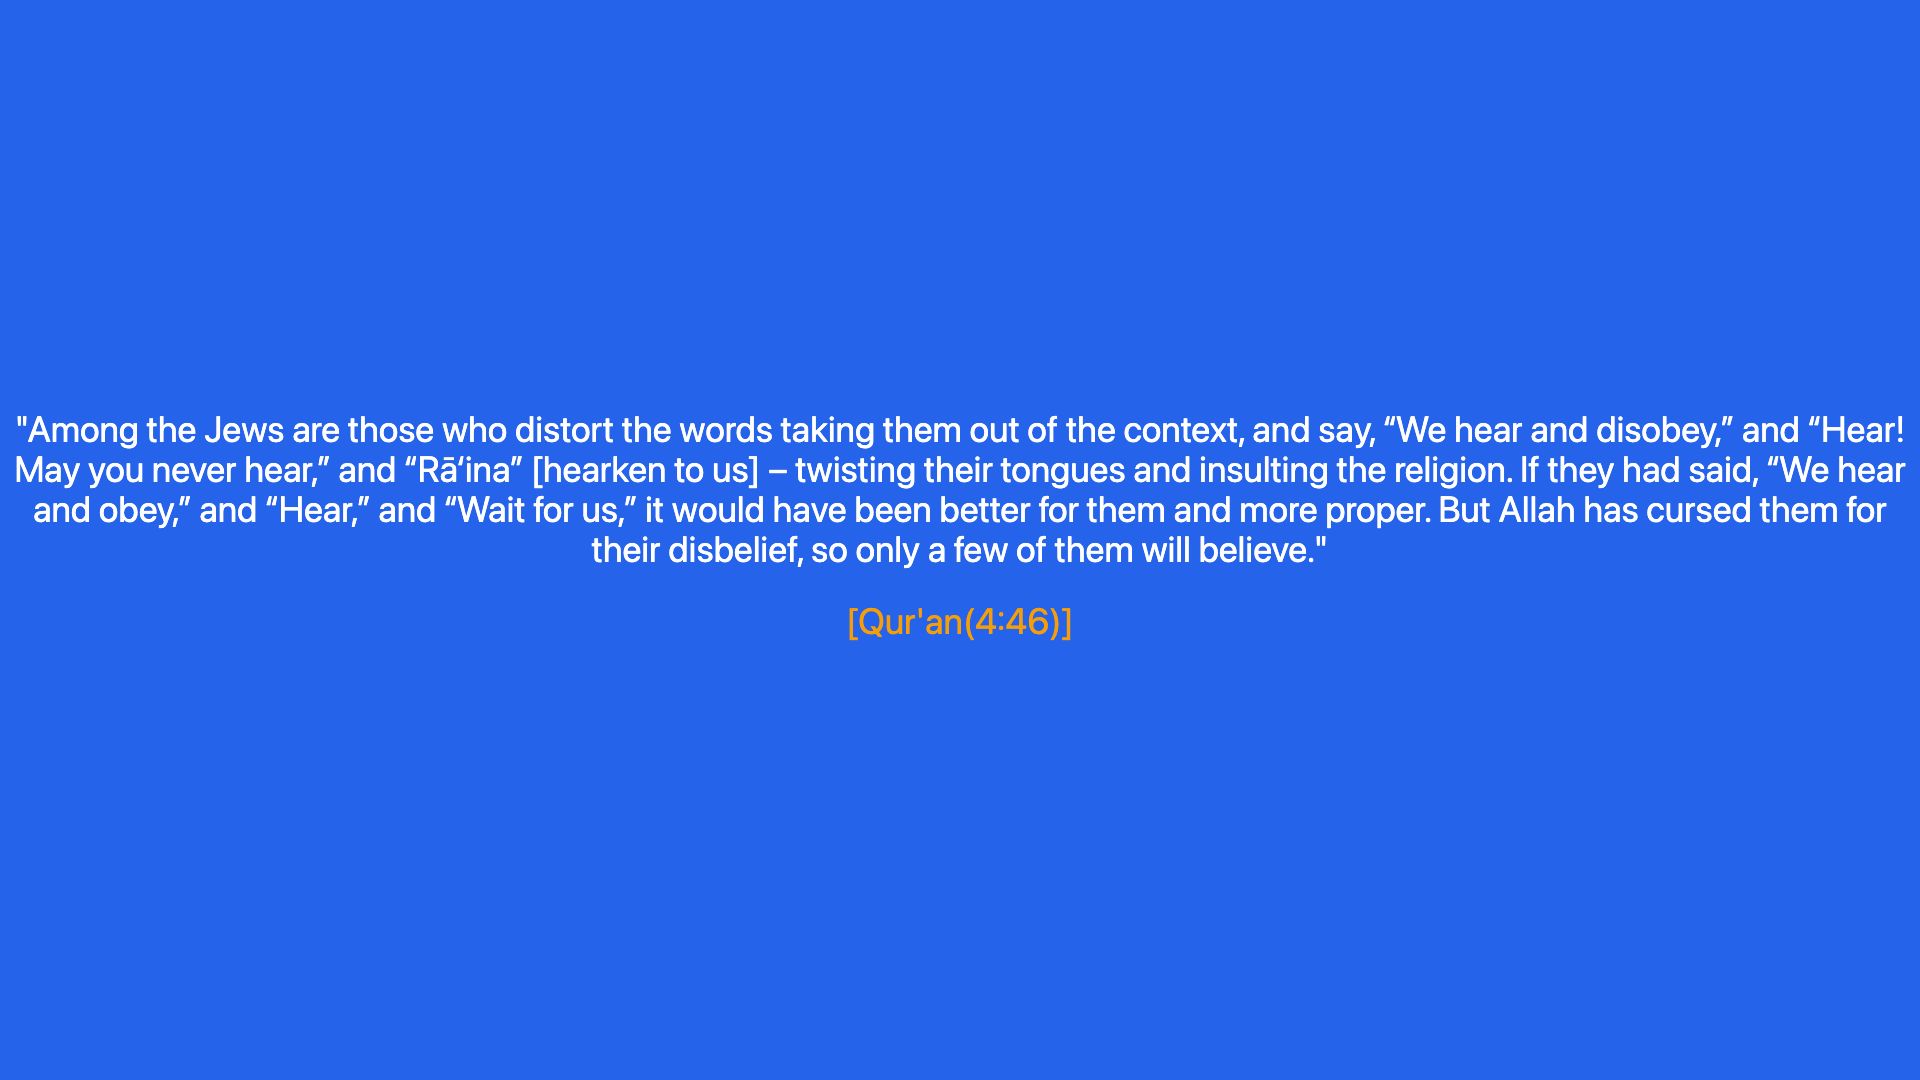 "Among the Jews are those who distort the words taking them out of the context, and say, “We hear and disobey,” and “Hear!
May you never hear,” and “Rā‘ina” [hearken to us] – twisting their tongues and insulting the religion. If they had said, “We hear
and obey,” and “Hear,” and “Wait for us,” it would have been better for them and more proper. But Allah has cursed them for
their disbelief, so only a few of them will believe."
[Qur'an(4:46)]